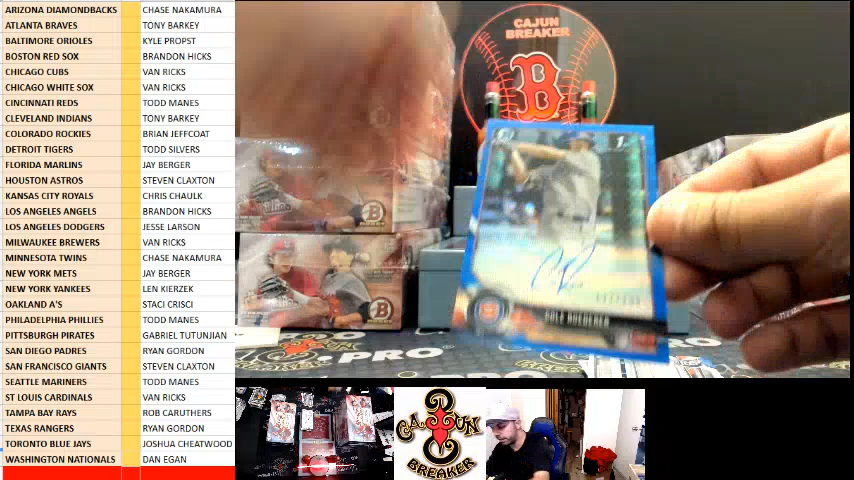 ARIZONA DIAMONDBACKS CHASE NAKAMURA
ATLANTA BRAVES TONY BARKEY
BALTIMORE ORIOLES KYLE PROPST
BOSTON RED SOX BRANDON HICKS
CHICAGO CUBS VAN RICKS
CHICAGO WHITE SOX VAN RICKS
CINCINNATI REDS TODD MANES
CLEVELAND INDIANS TONY BARKEY
COLORADO ROCKIES BRIAN JEFFCOAT
DETROIT TIGERS TODD SILVERS
FLORIDA MARLINS JAY BERGER
HOUSTON ASTROS STEVEN CLAXTON
KANSAS CITY ROYALS CHRIS CHAULK
LOS ANGELES ANGELS BRANDON HICKS
LOS ANGELES DODGERS JESSE LARSON
MILWAUKEE BREWERS VAN RICKS
MINNESOTA TWINS CHASE NAKAMURA
NEW YORK METS JAY BERGER
NEW YORK YANKEES LEN KIERZEK
OAKLAND A'S STACI CRISCI
PHILADELPHIA PHILLIES TODD MANES
PITTSBURGH PIRATES GABRIEL TUTUNJIAN
SAN DIEGO PADRES RYAN GORDON
SAN FRANCISCO GIANTS STEVEN CLAXTON
SEATTLE MARINERS TODD MANES
ST LOUIS CARDINALS VAN RICKS
TAMPA BAY RAYS ROB CARUTHERS
TEXAS RANGERS RYAN GORDON
TORONTO BLUE JAYS JOSHUA CHEATWOOD
WASHINGTON NATIONALS DAN EGAN
CAJUN
BREAKER
B
.PRO
CAJUN
BREAKER